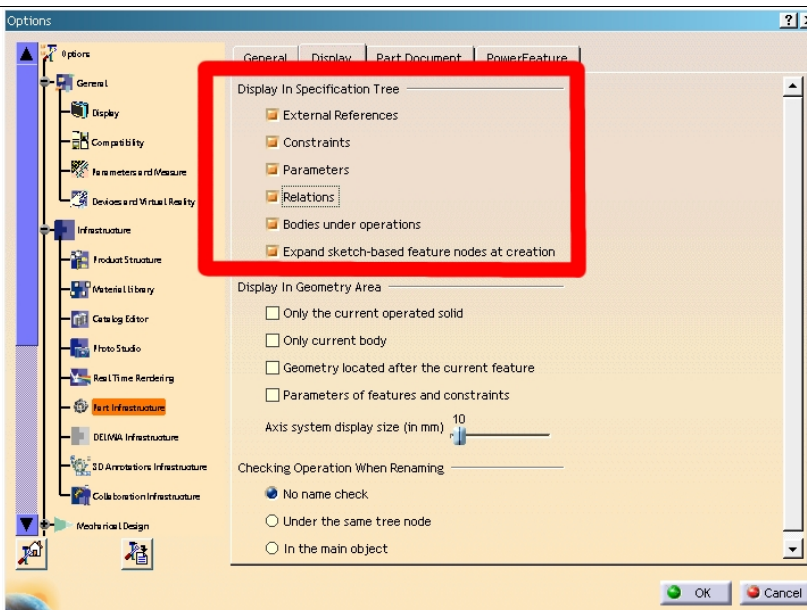 Options
Options
General
Display
Compatibility
Parameters and Measure
Devices and Virtual Reality
Infrastructure
Product Structure
Material Library
Catalog Editor
Photo Studio
Real Time Rendering
Part Infrastructure
DELMIA Infrastructure
3D Annotations Infrastructure
Collaboration Infrastructure
Mechanical Design
General Display Part Document PowerFeature
Display In Specification Tree
External References
Constraints
Parameters
Relations
Bodies under operations
Expand sketch-based feature nodes at creation
Display In Geometry Area
Only the current operated solid
Only current body
Geometry located after the current feature
Parameters of features and constraints
Axis system display size (in mm) 10
Checking Operation When Renaming
No name check
Under the same tree node
In the main object
OK Cancel